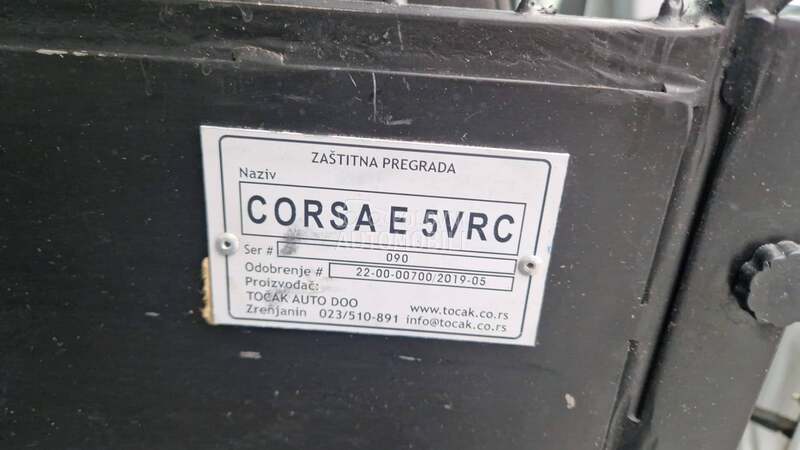 ZAŠTITNA PREGRADA
Naziv
CORSA E 5VRC
Ser # 090
Odobrenje # 22-00-00700/2019-05
Proizvođač:
TOČAK AUTO DOO www.tocak.co.rs
Zrenjanin 023/510-891 info@tocak.co.rs